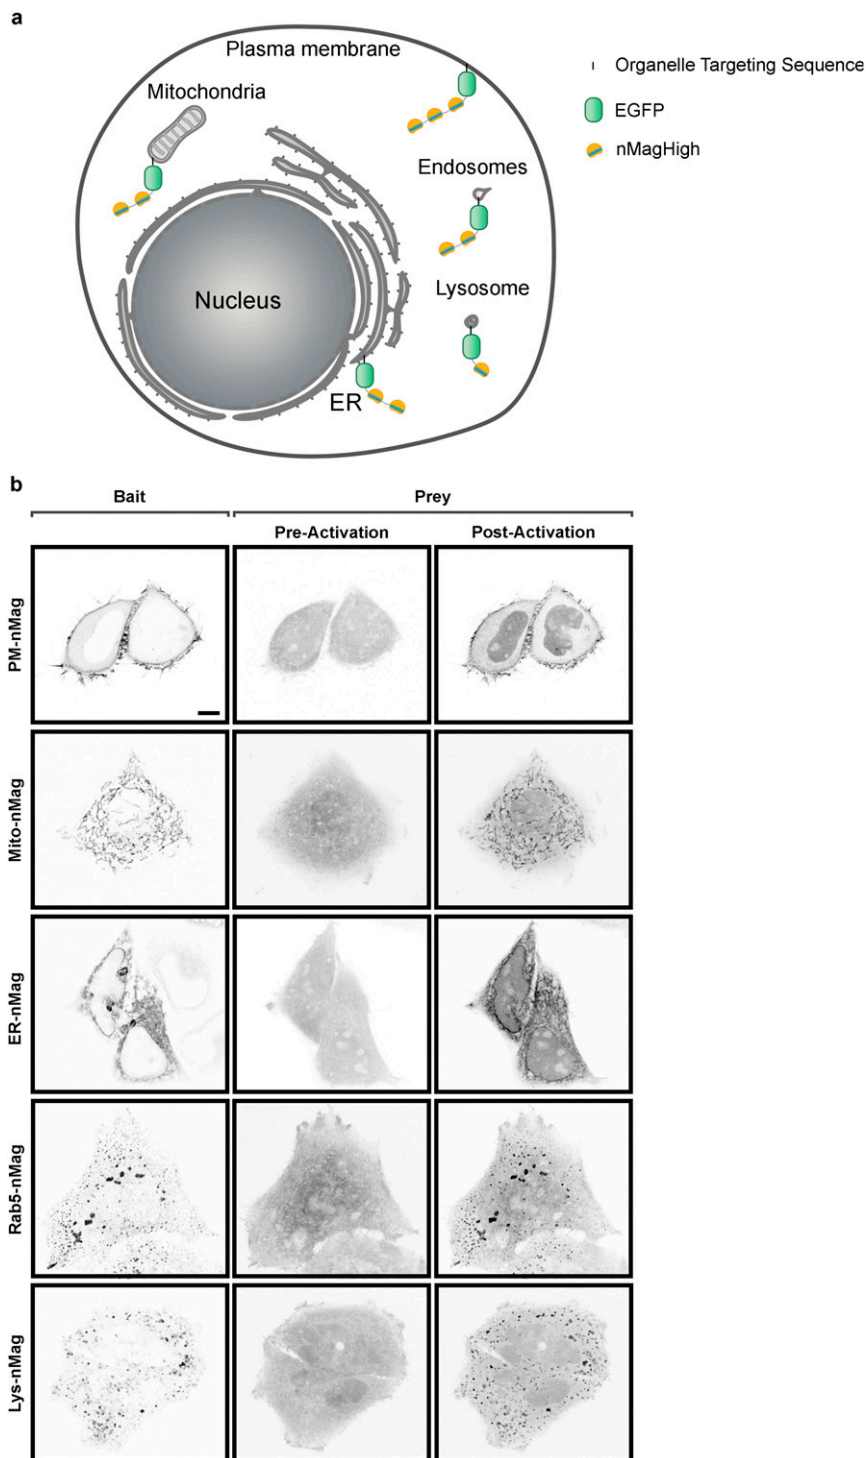 a
Plasma membrane
Mitochondria
Endosomes
Lysosome
Nucleus
ER
Organelle Targeting Sequence
EGFP
nMagHigh
b
Bait
Prey
Pre-Activation
Post-Activation
PM-nMag
Mito-nMag
ER-nMag
Rab5-nMag
Lys-nMag